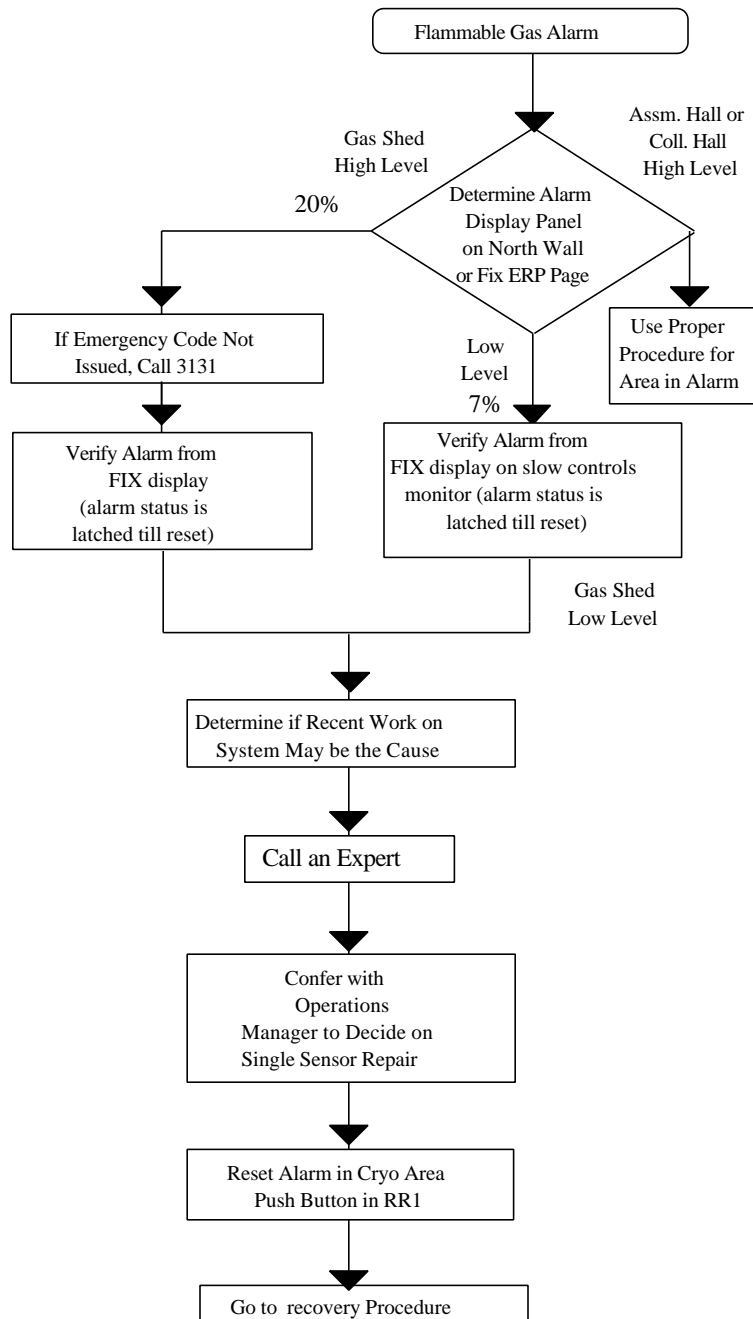 Flammable Gas Alarm
Gas Shed
High Level
20%
Assm. Hall or
Coll. Hall
High Level
Determine Alarm
Display Panel
on North Wall
or Fix ERP Page
If Emergency Code Not
Issued, Call 3131
Low
Level
7%
Use Proper
Procedure for
Area in Alarm
Verify Alarm from
FIX display
(alarm status is
latched till reset)
Verify Alarm from
FIX display on slow controls
monitor (alarm status is
latched till reset)
Gas Shed
Low Level
Determine if Recent Work on
System May be the Cause
Call an Expert
Confer with
Operations
Manager to Decide on
Single Sensor Repair
Reset Alarm in Cryo Area
Push Button in RR1
Go to recovery Procedure